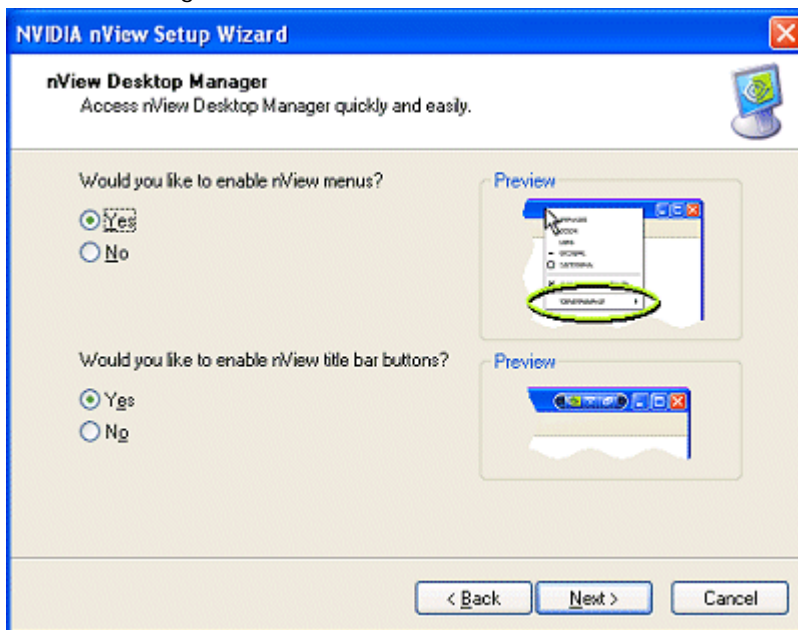 NVIDIA nView Setup Wizard
nView Desktop Manager
Access nView Desktop Manager quickly and easily.
Would you like to enable nView menus?
Yes
No
Preview
Would you like to enable nView title bar buttons?
Yes
No
Preview
< Back
Next >
Cancel